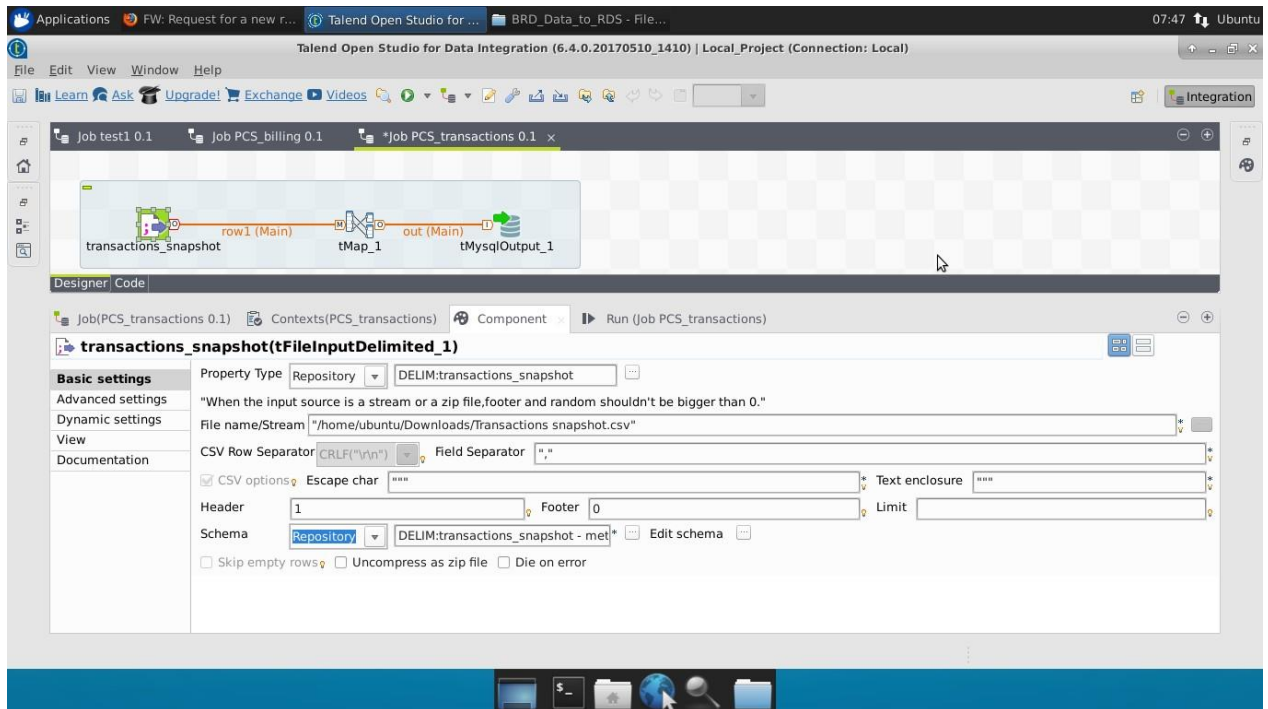 Applications FW: Request for a new r... Talend Open Studio for ... BRD_Data_to_RDS - File... 07:47 Ubuntu
Talend Open Studio for Data Integration (6.4.0.20170510_1410) | Local_Project (Connection: Local)
File Edit View Window Help
Learn Ask Upgrade! Exchange Videos Integration
Job test1 0.1 Job PCS_billing 0.1 *Job PCS_transactions 0.1
row1 (Main) out (Main)
transactions_snapshot tMap_1 tMysqlOutput_1
Designer Code
Job(PCS_transactions 0.1) Contexts(PCS_transactions) Component Run (Job PCS_transactions)
transactions_snapshot(tFileInputDelimited_1)
Basic settings
Advanced settings
Dynamic settings
View
Documentation
Property Type Repository DELIM:transactions_snapshot
"When the input source is a stream or a zip file,footer and random shouldn't be bigger than 0."
File name/Stream "/home/ubuntu/Downloads/Transactions snapshot.csv" *
CSV Row Separator CRLF("\r\n") Field Separator "," *
CSV options Escape char """ * Text enclosure """ *
Header 1 Footer 0 Limit
Schema Repository DELIM:transactions_snapshot - met * Edit schema
Skip empty rows Uncompress as zip file Die on error